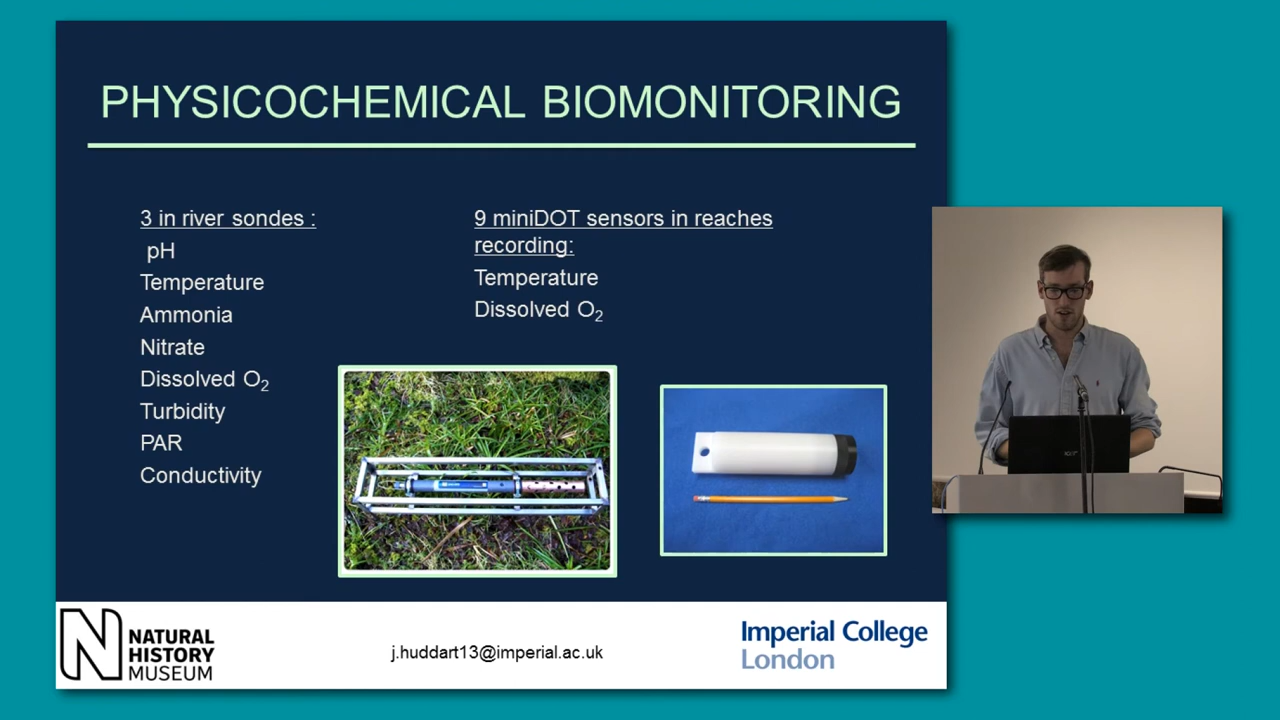 PHYSICOCHEMICAL BIOMONITORING
3 in river sondes :
pH
Temperature
Ammonia
Nitrate
Dissolved O₂
Turbidity
PAR
Conductivity
9 miniDOT sensors in reaches
recording:
Temperature
Dissolved O₂
N NATURAL
HISTORY
MUSEUM
j.huddart13@imperial.ac.uk
Imperial College
London
acer